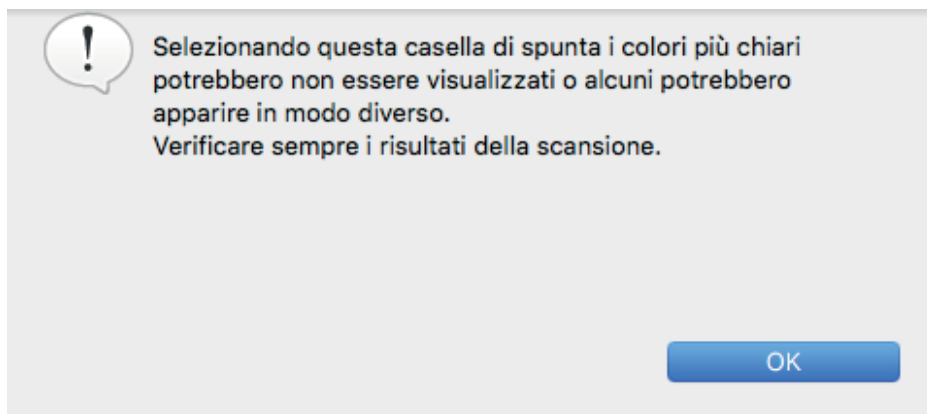 Selezionando questa casella di spunta i colori più chiari
potrebbero non essere visualizzati o alcuni potrebbero
apparire in modo diverso.
Verificare sempre i risultati della scansione.
OK